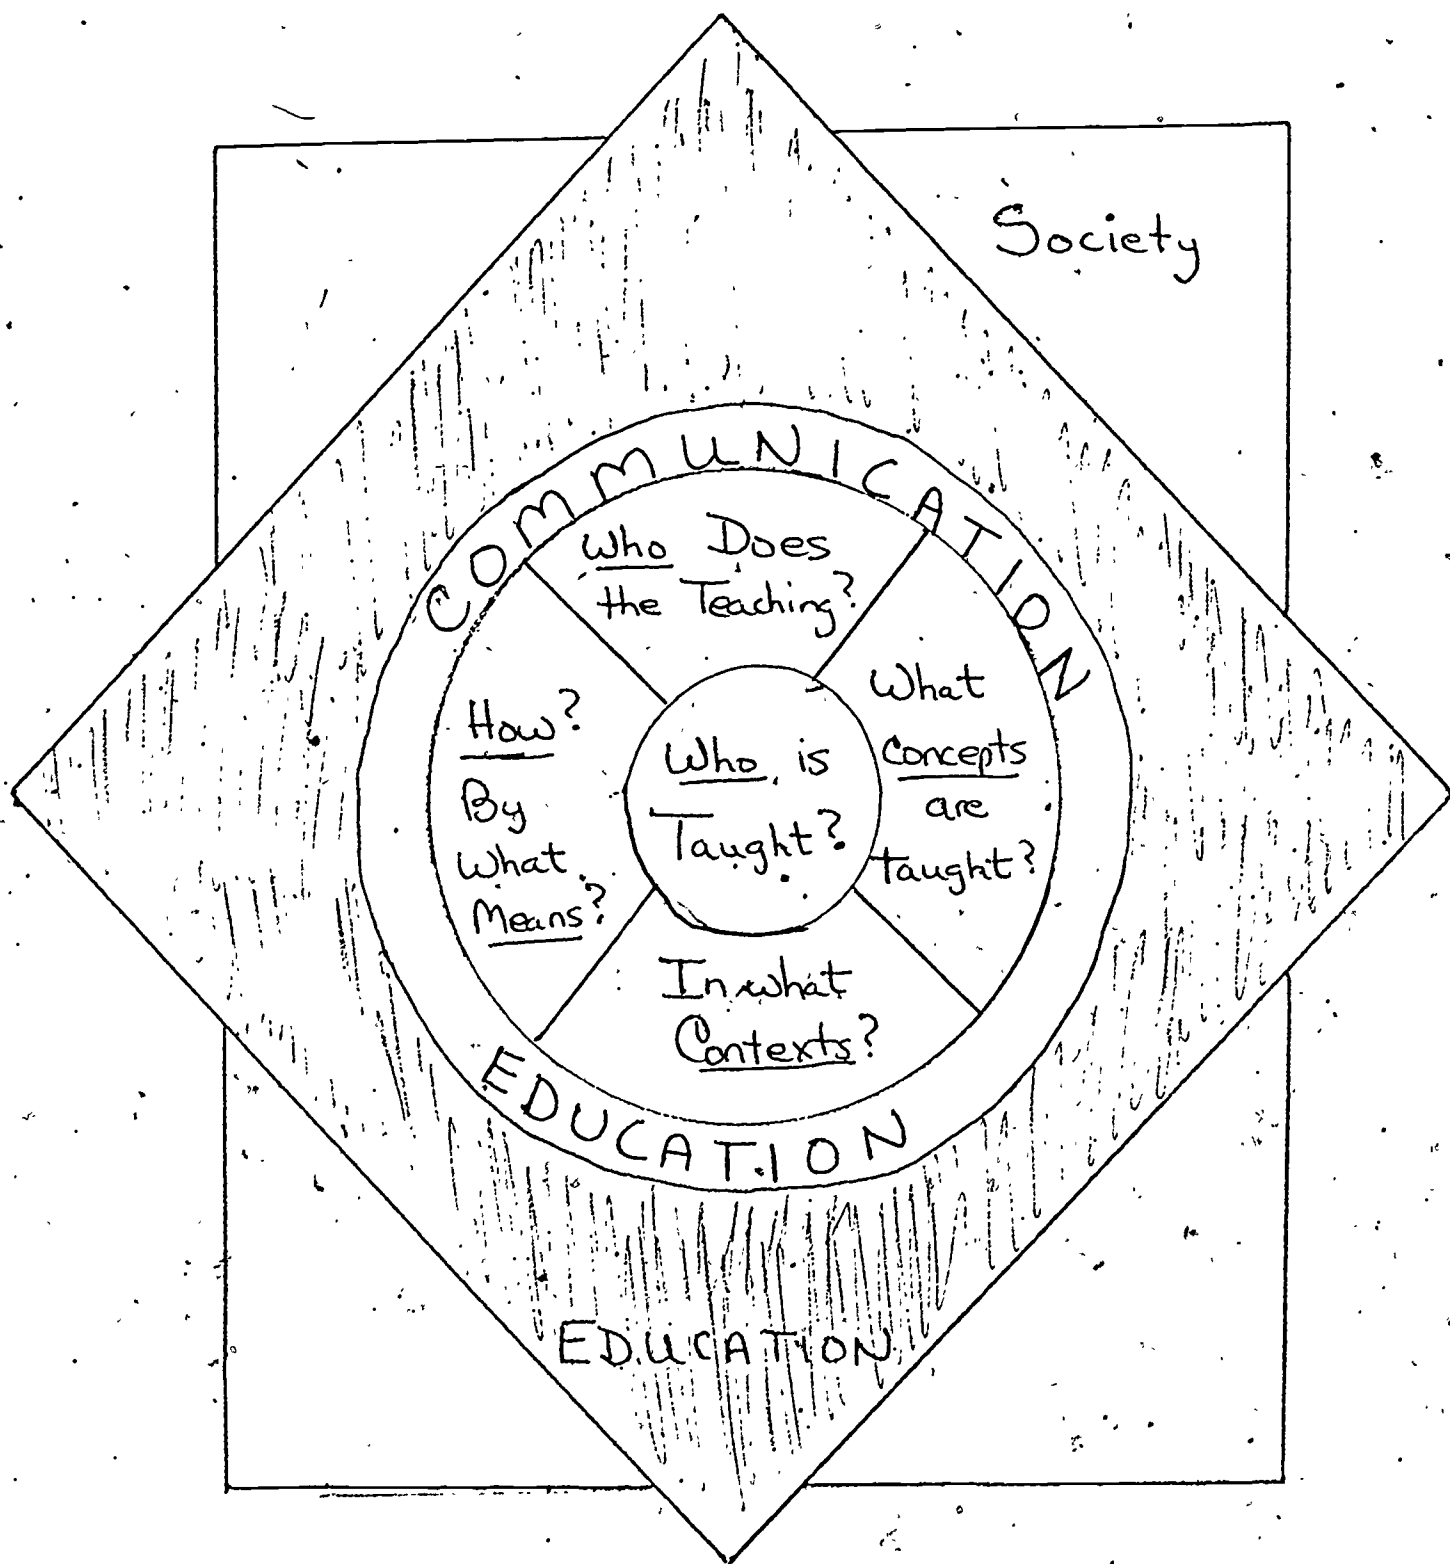 Society
COMMUNICATION
Who Does
the Teaching?
How?
By
What
Means?
Who is
Taught?
What
Concepts
are
taught?
In what
Contexts?
EDUCATION
EDUCATION